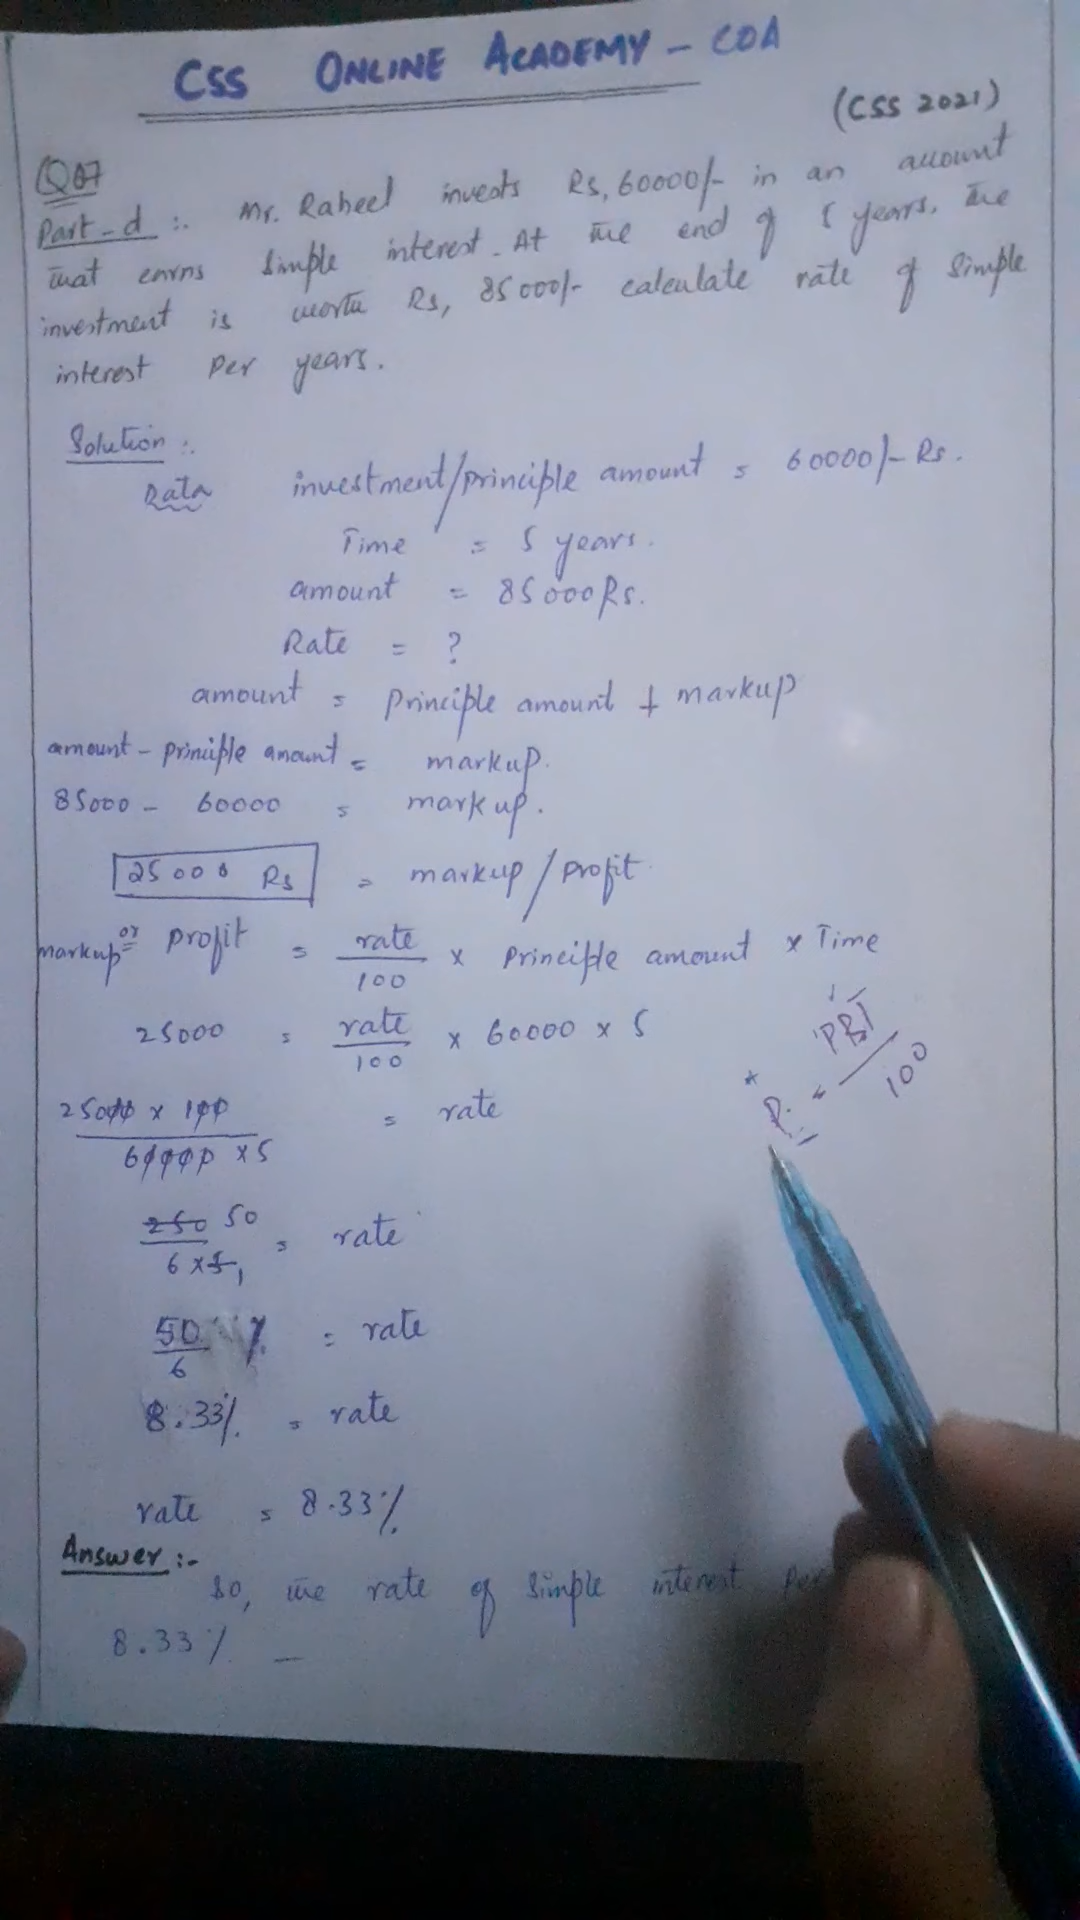 CSS ONLINE ACADEMY - COA
(CSS 2021)
Q07
Part-d :. Mr. Raheel invests Rs, 60000/- in an account
that earns simple interest. At the end of 5 years, the
investment is worth Rs, 85000/- calculate rate of simple
interest per years.
Solution :.
Data investment/principle amount = 60000/- Rs.
Time = 5 years.
amount = 85000Rs.
Rate = ?
amount = principle amount + markup
amount - principle amount = markup.
85000 - 60000 = markup.
25000 Rs = markup/profit
markup or profit = rate/100 x principle amount x Time
25000 = rate/100 x 60000 x 5
25000 x 100 / 60000 x 5 = rate
250 50 / 6 x 5 1 = rate
50/6 % = rate
8.33% = rate
rate = 8.33%
Answer :-
So, the rate of simple interest per
8.33%